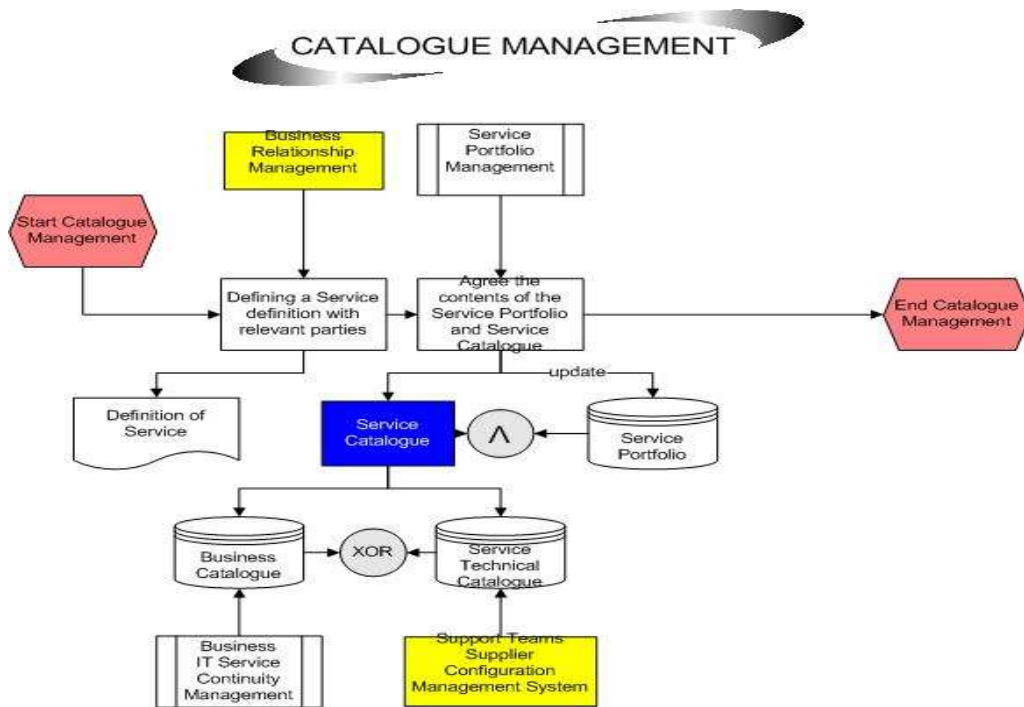 CATALOGUE MANAGEMENT
Business
Relationship
Management
Service
Portfolio
Management
Start Catalogue
Management
Defining a Service
definition with
relevant parties
Agree the
contents of the
Service Portfolio
and Service
Catalogue
End Catalogue
Management
update
Definition of
Service
Service
Catalogue
Λ
Service
Portfolio
Business
Catalogue
XOR
Service
Technical
Catalogue
Business
IT Service
Continuity
Management
Support Teams
Supplier
Configuration
Management System